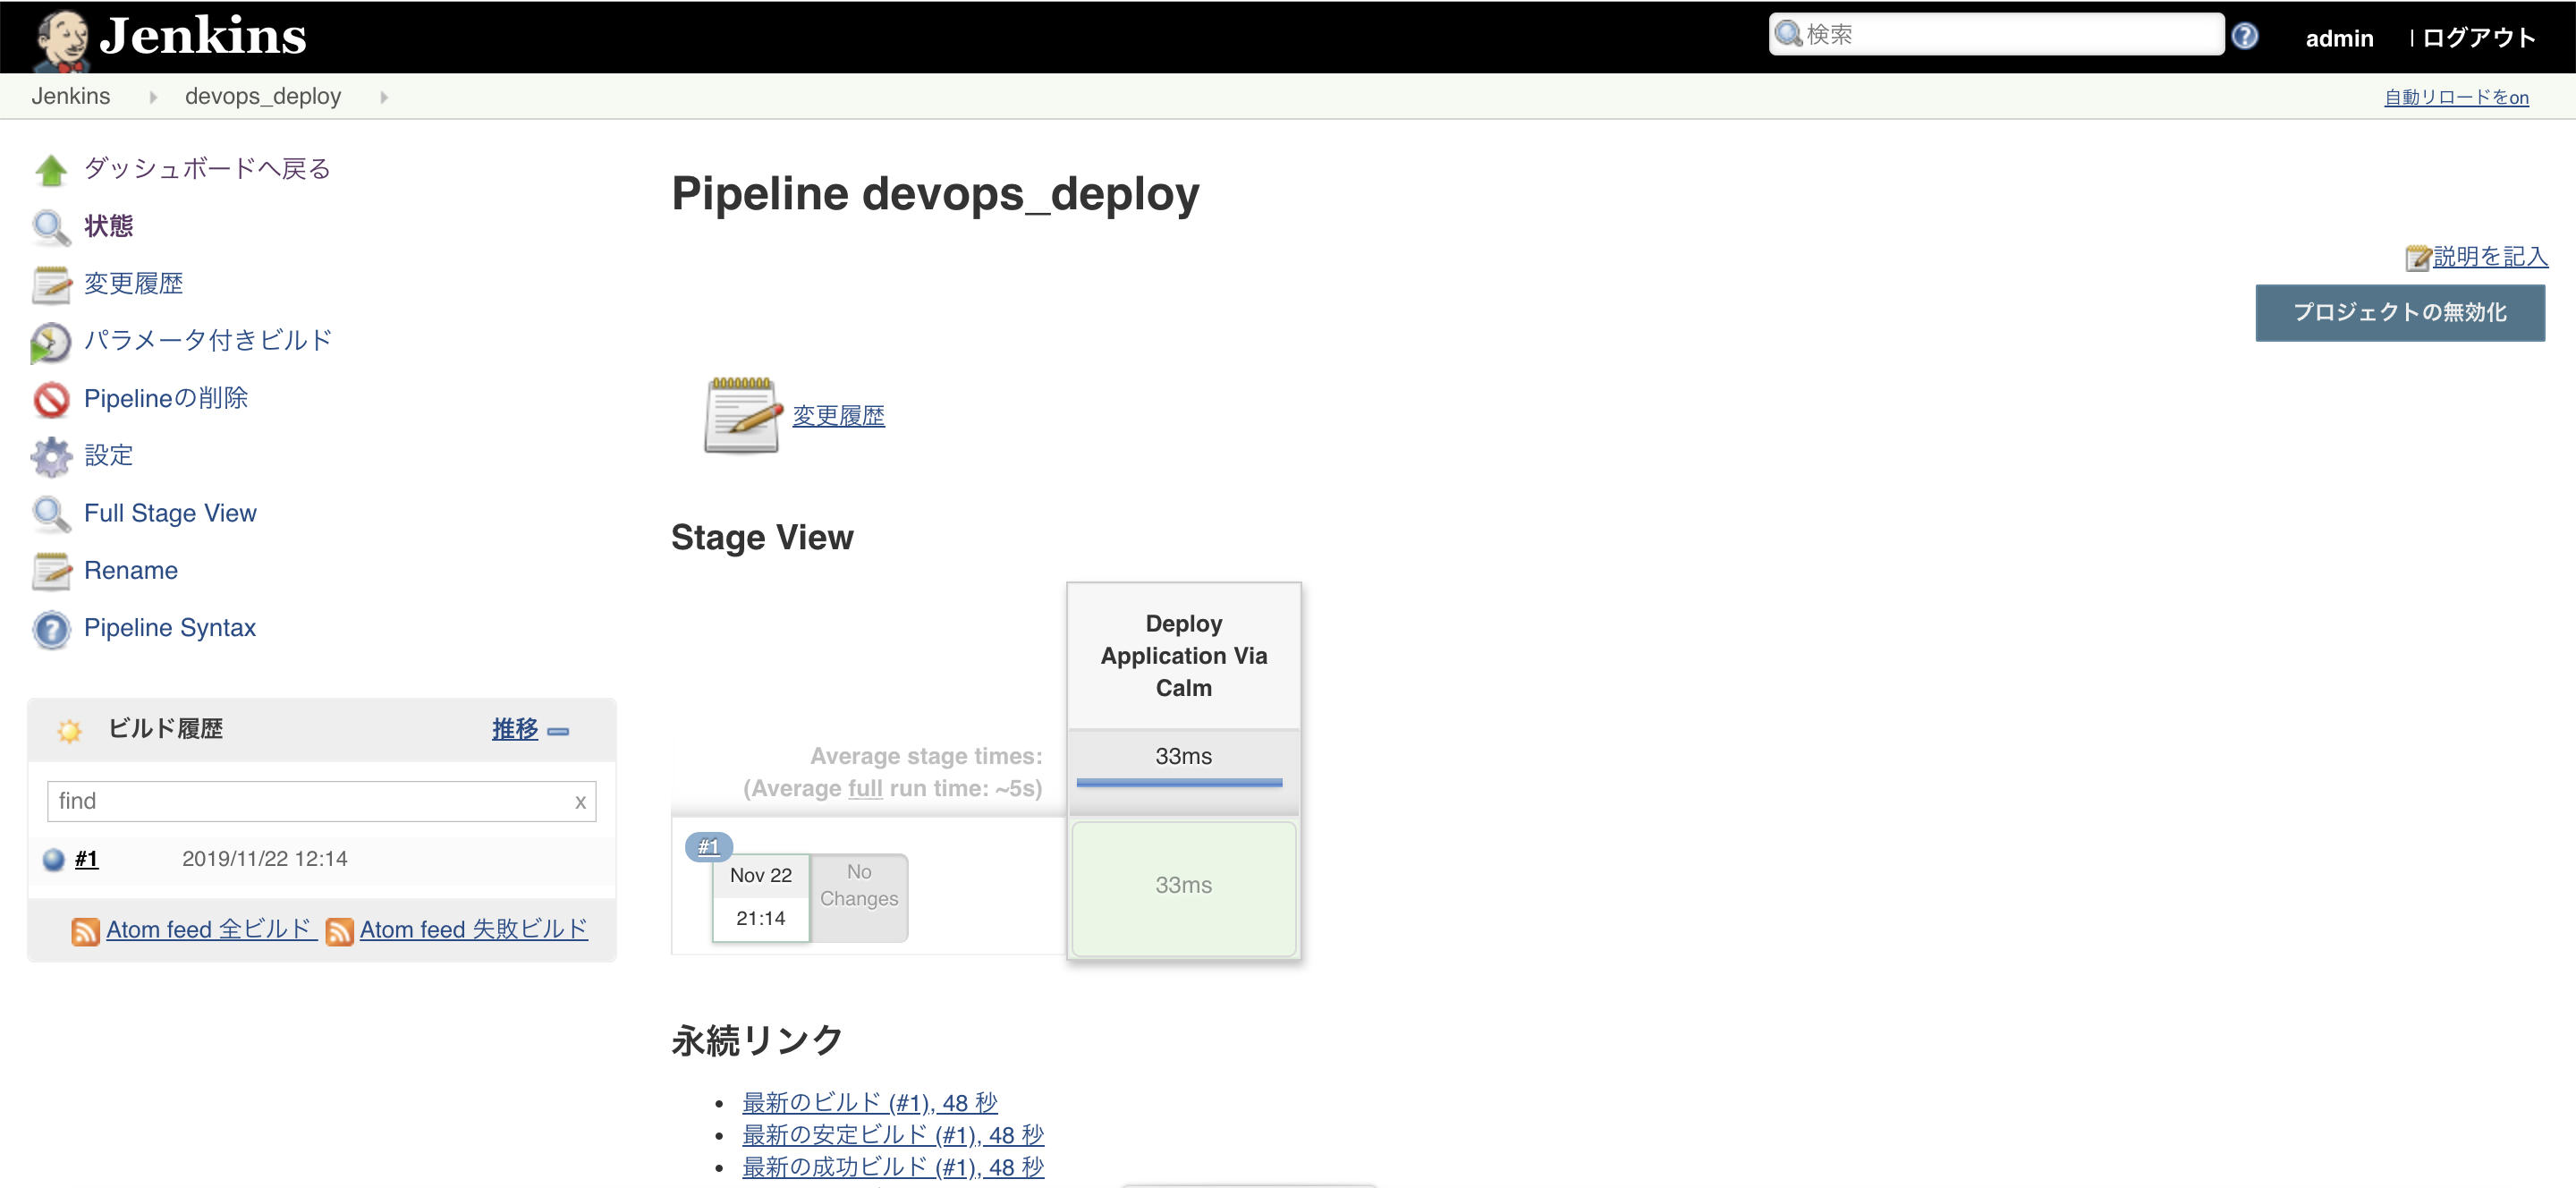 Jenkins
検索
admin
| ログアウト
Jenkins
devops_deploy
自動リロードをon
ダッシュボードへ戻る
状態
変更履歴
パラメータ付きビルド
Pipelineの削除
設定
Full Stage View
Rename
Pipeline Syntax
ビルド履歴
推移
find
x
#1
2019/11/22 12:14
Atom feed 全ビルド
Atom feed 失敗ビルド
Pipeline devops_deploy
説明を記入
プロジェクトの無効化
変更履歴
Stage View
Deploy
Application Via
Calm
Average stage times:
(Average full run time: ~5s)
33ms
#1
Nov 22
21:14
No
Changes
33ms
永続リンク
最新のビルド (#1), 48 秒
最新の安定ビルド (#1), 48 秒
最新の成功ビルド (#1), 48 秒